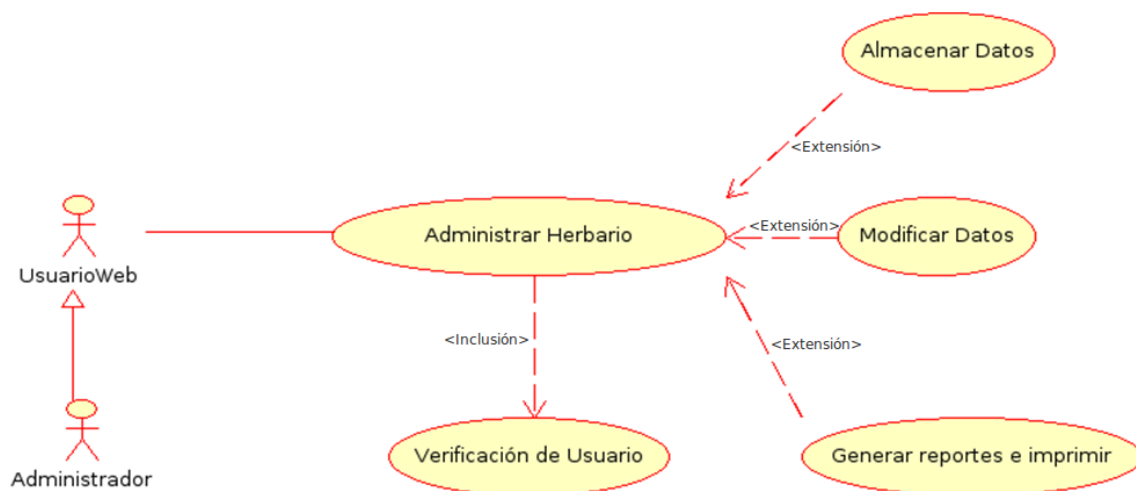 Almacenar Datos
<Extensión>
<Extensión>
Administrar Herbario
Modificar Datos
UsuarioWeb
<Inclusión>
<Extensión>
Verificación de Usuario
Generar reportes e imprimir
Administrador